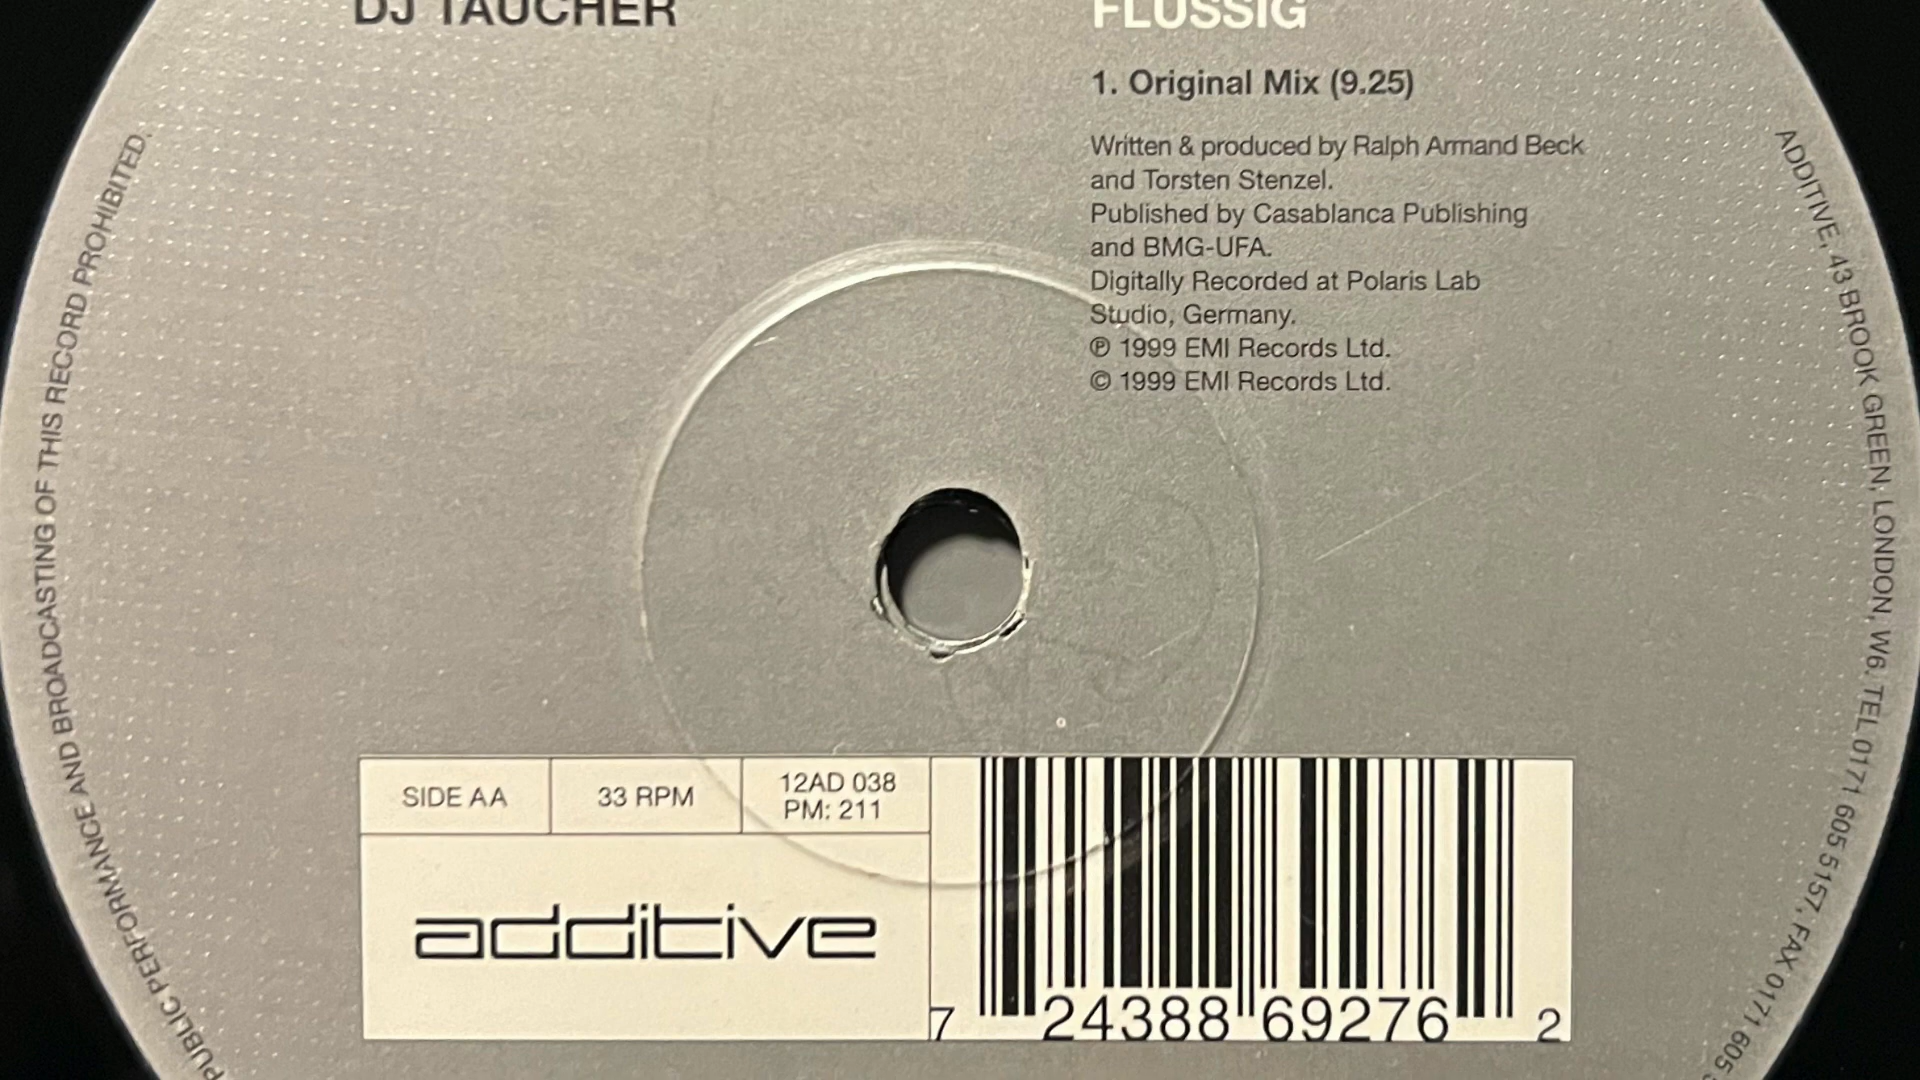 DJ TAUCHER
FLUSSIG
1. Original Mix (9.25)
Written & produced by Ralph Armand Beck
and Torsten Stenzel.
Published by Casablanca Publishing
and BMG-UFA.
Digitally Recorded at Polaris Lab
Studio, Germany.
℗ 1999 EMI Records Ltd.
© 1999 EMI Records Ltd.
PUBLIC PERFORMANCE AND BROADCASTING OF THIS RECORD PROHIBITED.
ADDITIVE, 43 BROOK GREEN, LONDON, W6. TEL 0171 605 5157. FAX 0171 605
SIDE AA
33 RPM
12AD 038
PM: 211
additive
7 24388 69276 2